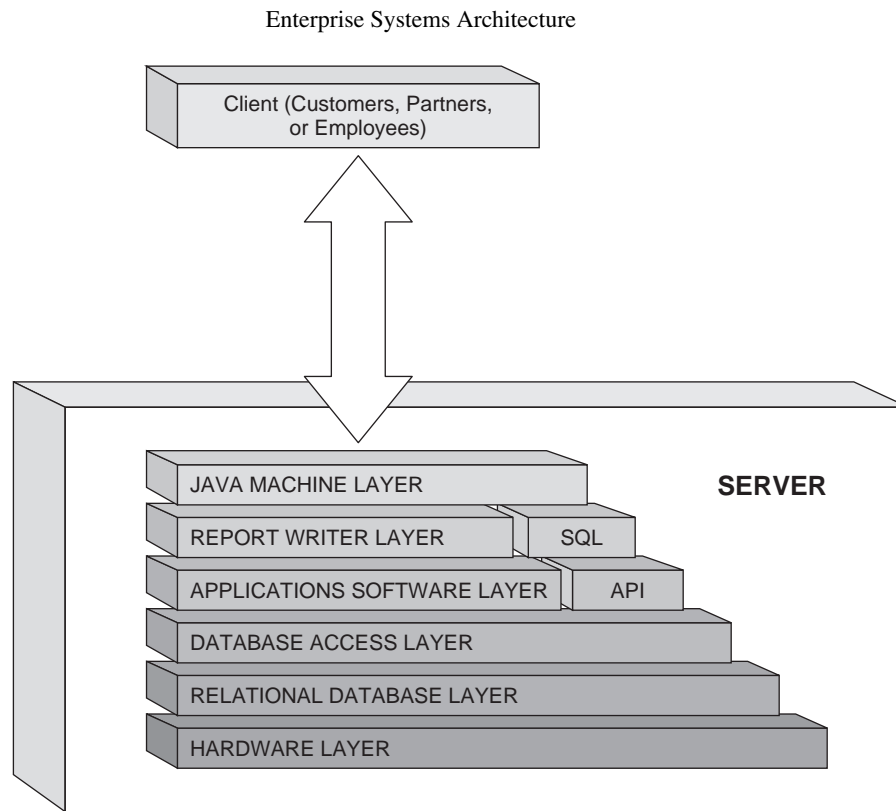 Enterprise Systems Architecture
Client (Customers, Partners,
or Employees)
SERVER
JAVA MACHINE LAYER
REPORT WRITER LAYER
SQL
APPLICATIONS SOFTWARE LAYER
API
DATABASE ACCESS LAYER
RELATIONAL DATABASE LAYER
HARDWARE LAYER